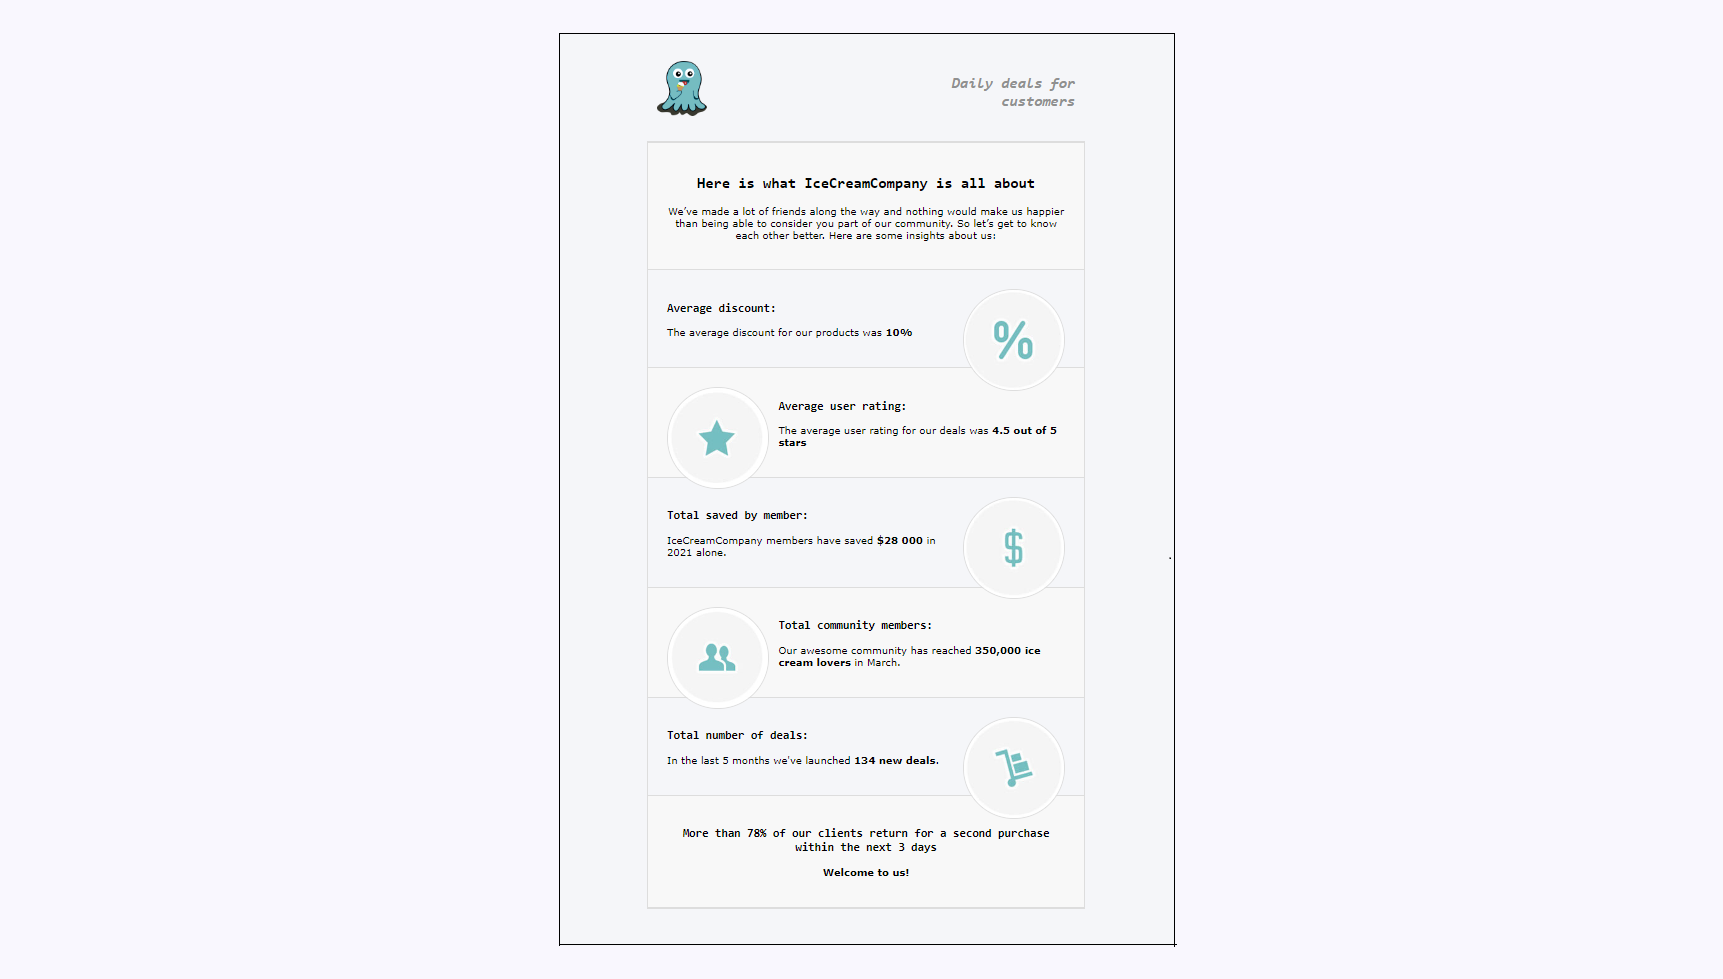 Daily deals for
customers
Here is what IceCreamCompany is all about
We’ve made a lot of friends along the way and nothing would make us happier
than being able to consider you part of our community. So let’s get to know
each other better. Here are some insights about us:
Average discount:
The average discount for our products was 10%
%
Average user rating:
The average user rating for our deals was 4.5 out of 5
stars
Total saved by member:
IceCreamCompany members have saved $28 000 in
2021 alone.
$
Total community members:
Our awesome community has reached 350,000 ice
cream lovers in March.
Total number of deals:
In the last 5 months we've launched 134 new deals.
More than 78% of our clients return for a second purchase
within the next 3 days
Welcome to us!